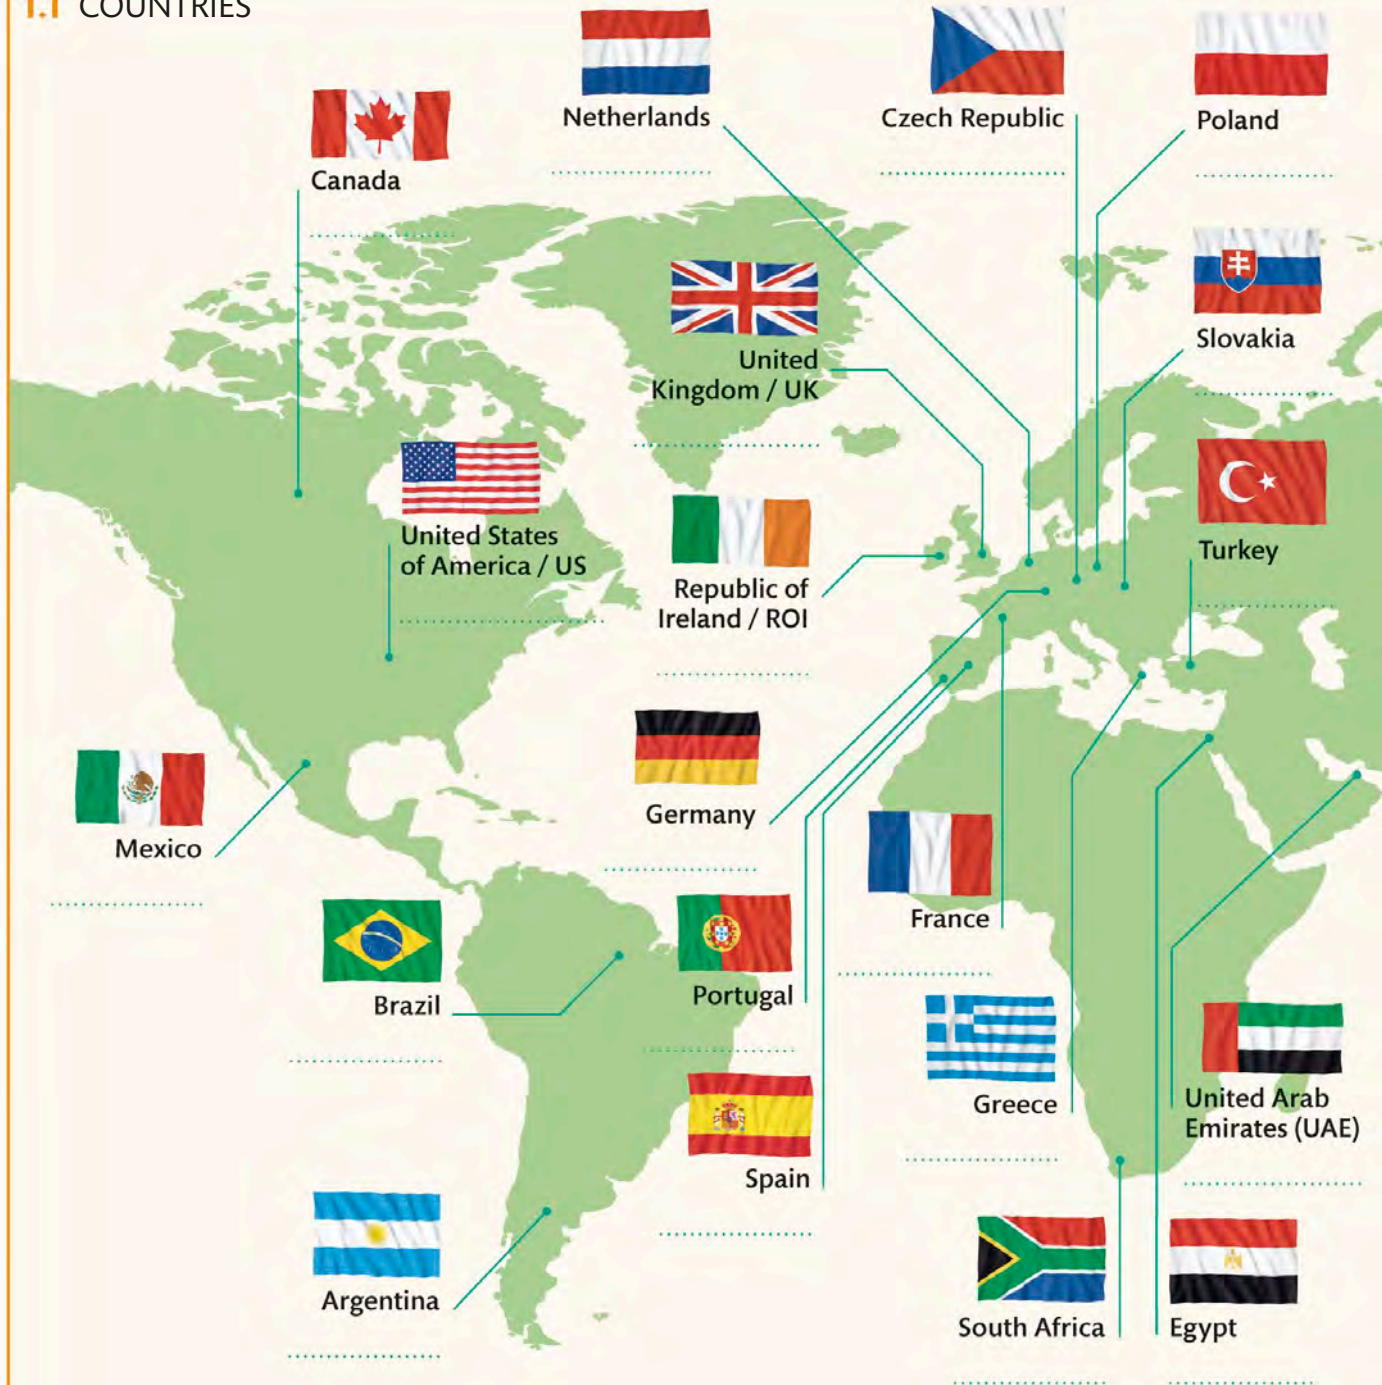 1.1 COUNTRIES
Netherlands
Czech Republic
Poland
Canada
Slovakia
United
Kingdom / UK
United States
of America / US
Turkey
Republic of
Ireland / ROI
Germany
Mexico
France
Brazil
Portugal
Greece
United Arab
Emirates (UAE)
Spain
Argentina
South Africa
Egypt